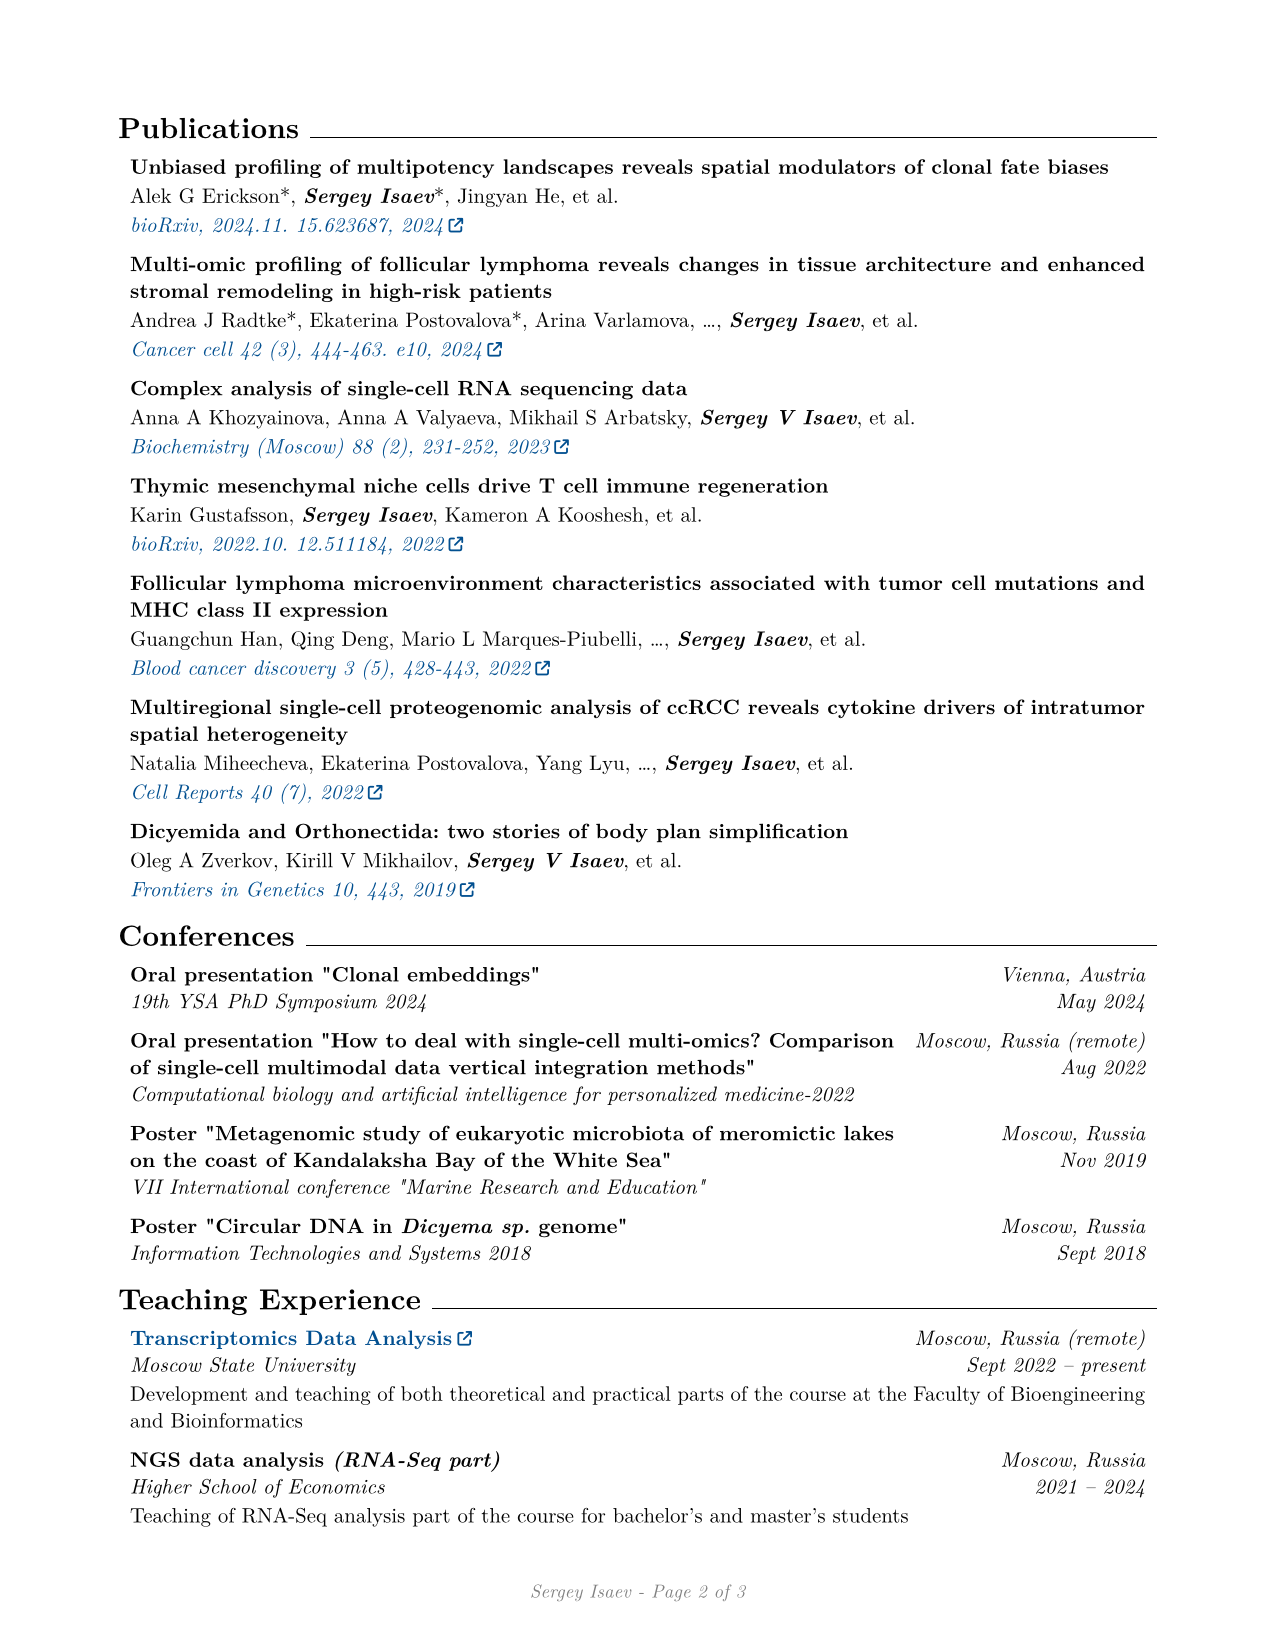 Publications
Unbiased profiling of multipotency landscapes reveals spatial modulators of clonal fate biases
Alek G Erickson*, Sergey Isaev*, Jingyan He, et al.
bioRxiv, 2024.11. 15.623687, 2024
Multi-omic profiling of follicular lymphoma reveals changes in tissue architecture and enhanced
stromal remodeling in high-risk patients
Andrea J Radtke*, Ekaterina Postovalova*, Arina Varlamova, ..., Sergey Isaev, et al.
Cancer cell 42 (3), 444-463. e10, 2024
Complex analysis of single-cell RNA sequencing data
Anna A Khozyainova, Anna A Valyaeva, Mikhail S Arbatsky, Sergey V Isaev, et al.
Biochemistry (Moscow) 88 (2), 231-252, 2023
Thymic mesenchymal niche cells drive T cell immune regeneration
Karin Gustafsson, Sergey Isaev, Kameron A Kooshesh, et al.
bioRxiv, 2022.10. 12.511184, 2022
Follicular lymphoma microenvironment characteristics associated with tumor cell mutations and
MHC class II expression
Guangchun Han, Qing Deng, Mario L Marques-Piubelli, ..., Sergey Isaev, et al.
Blood cancer discovery 3 (5), 428-443, 2022
Multiregional single-cell proteogenomic analysis of ccRCC reveals cytokine drivers of intratumor
spatial heterogeneity
Natalia Miheecheva, Ekaterina Postovalova, Yang Lyu, ..., Sergey Isaev, et al.
Cell Reports 40 (7), 2022
Dicyemida and Orthonectida: two stories of body plan simplification
Oleg A Zverkov, Kirill V Mikhailov, Sergey V Isaev, et al.
Frontiers in Genetics 10, 443, 2019
Conferences
Oral presentation "Clonal embeddings" Vienna, Austria
19th YSA PhD Symposium 2024 May 2024
Oral presentation "How to deal with single-cell multi-omics? Comparison Moscow, Russia (remote)
of single-cell multimodal data vertical integration methods" Aug 2022
Computational biology and artificial intelligence for personalized medicine-2022
Poster "Metagenomic study of eukaryotic microbiota of meromictic lakes Moscow, Russia
on the coast of Kandalaksha Bay of the White Sea" Nov 2019
VII International conference "Marine Research and Education"
Poster "Circular DNA in Dicyema sp. genome" Moscow, Russia
Information Technologies and Systems 2018 Sept 2018
Teaching Experience
Transcriptomics Data Analysis Moscow, Russia (remote)
Moscow State University Sept 2022 – present
Development and teaching of both theoretical and practical parts of the course at the Faculty of Bioengineering
and Bioinformatics
NGS data analysis (RNA-Seq part) Moscow, Russia
Higher School of Economics 2021 – 2024
Teaching of RNA-Seq analysis part of the course for bachelor's and master's students
Sergey Isaev - Page 2 of 3